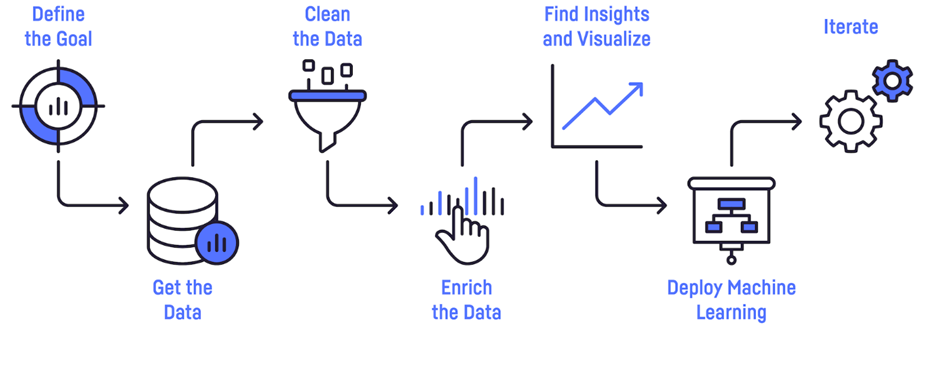 Define
the Goal
Get the
Data
Clean
the Data
Enrich
the Data
Find Insights
and Visualize
Deploy Machine
Learning
Iterate